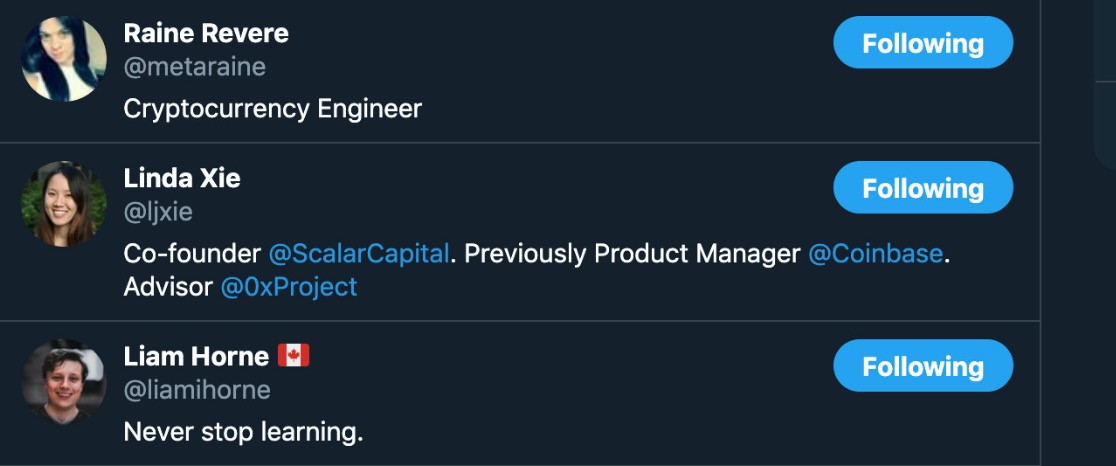 Raine Revere
Following
@metaraine
Cryptocurrency Engineer
Linda Xie
Following
@ljxie
Co-founder @ScalarCapital. Previously Product Manager @Coinbase.
Advisor @0xProject
Liam Horne 🇨🇦
Following
@liamihorne
Never stop learning.